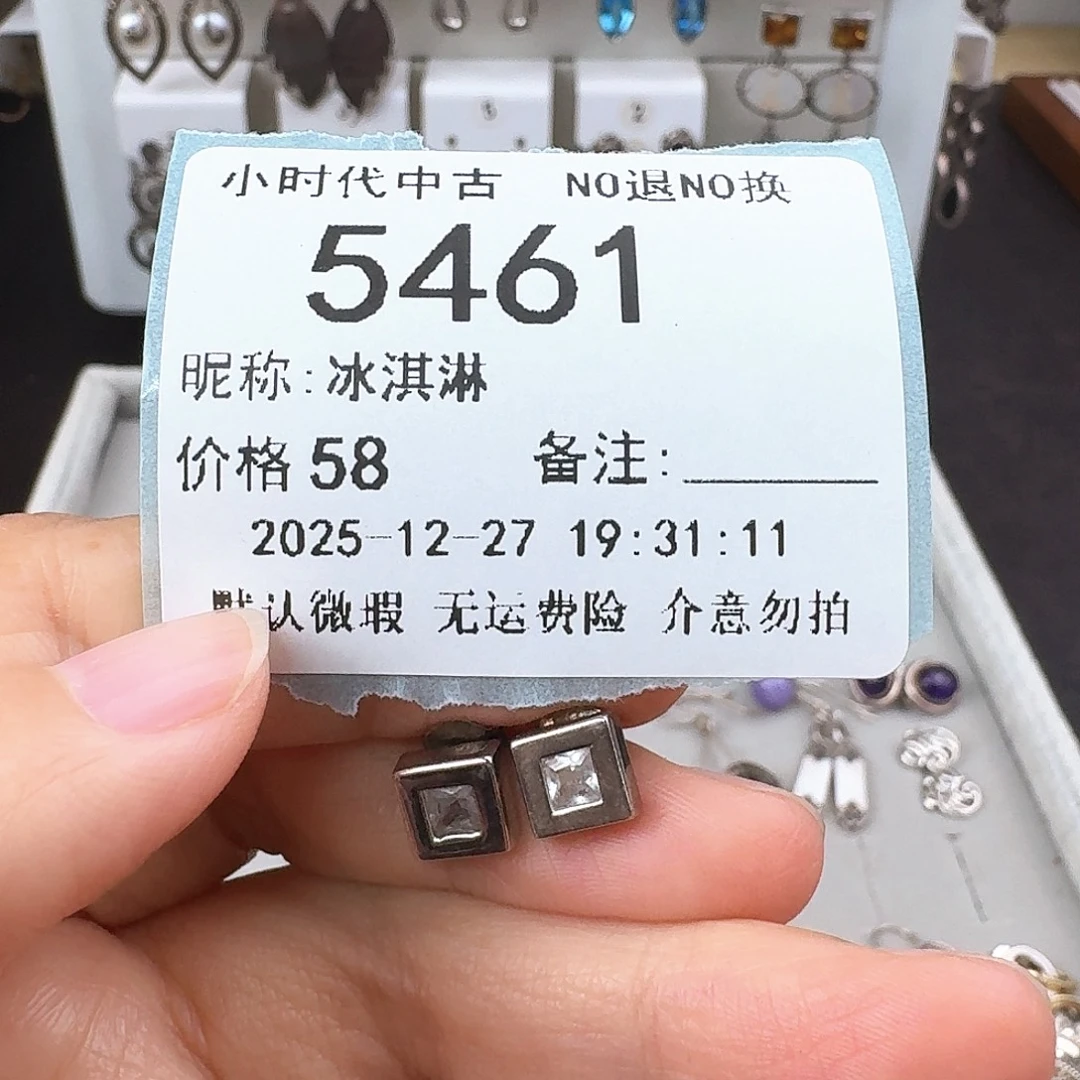 小时代中古 NO退NO换
5461
昵称:冰淇淋
价格 58 备注:
2025-12-27 19:31:11
默认微瑕 无运费险 介意勿拍
1
2